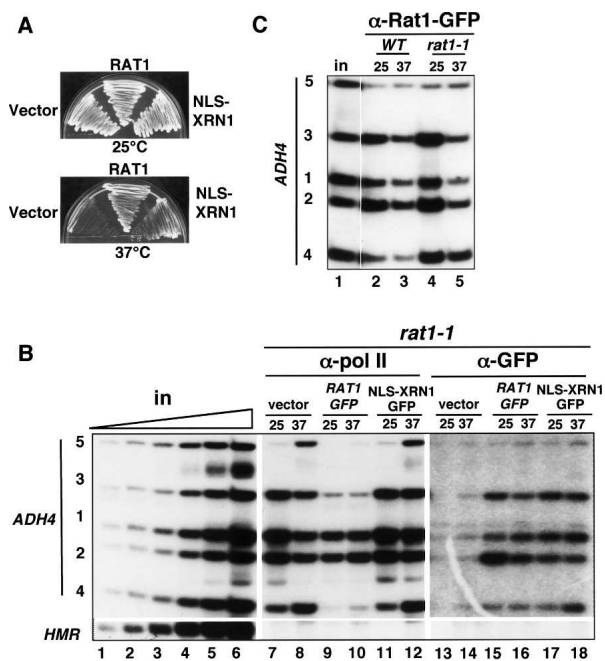 A
RAT1
Vector
NLS-
XRN1
25°C
RAT1
Vector
NLS-
XRN1
37°C
C
α-Rat1-GFP
WT rat1-1
in 25 37 25 37
5
3
1
2
4
ADH4
1 2 3 4 5
B
rat1-1
α-pol II α-GFP
in
vector RAT1 GFP NLS-XRN1 GFP vector RAT1 GFP NLS-XRN1 GFP
25 37 25 37 25 37 25 37 25 37 25 37
5
3
1
2
4
ADH4
HMR
1 2 3 4 5 6 7 8 9 10 11 12 13 14 15 16 17 18